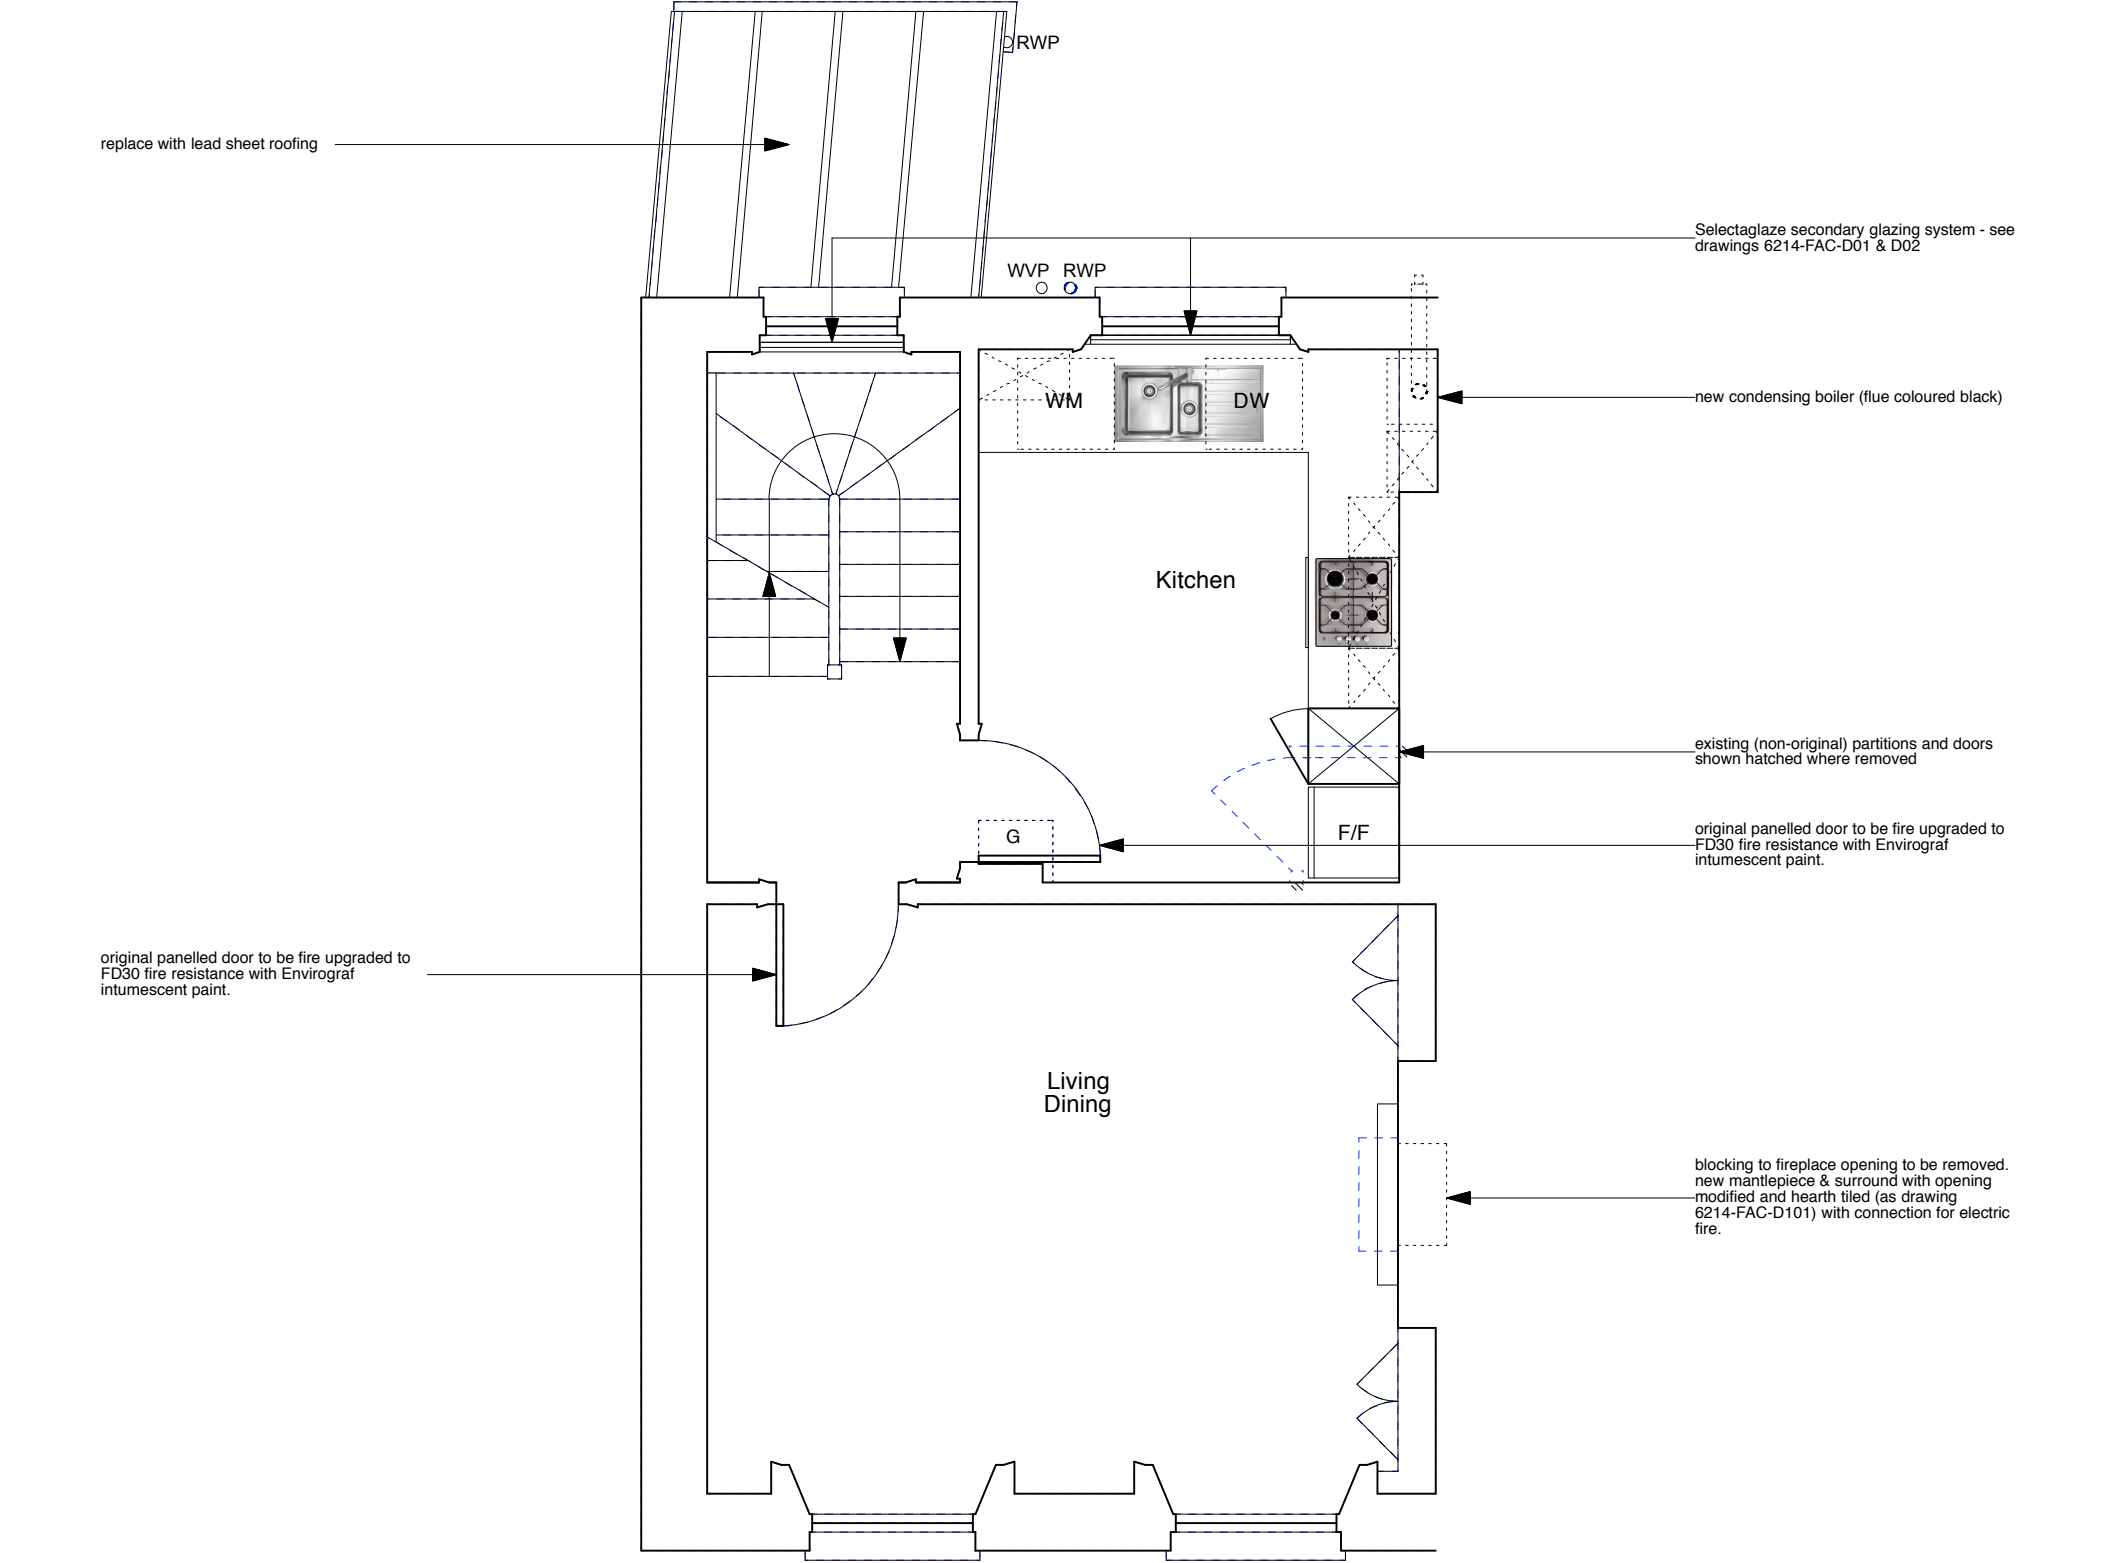 RWP
replace with lead sheet roofing
Selectaglaze secondary glazing system - see
drawings 6214-FAC-D01 & D02
WVP RWP
WM
DW
new condensing boiler (flue coloured black)
Kitchen
existing (non-original) partitions and doors
shown hatched where removed
G
F/F
original panelled door to be fire upgraded to
FD30 fire resistance with Envirograf
intumescent paint.
original panelled door to be fire upgraded to
FD30 fire resistance with Envirograf
intumescent paint.
Living
Dining
blocking to fireplace opening to be removed.
new mantlepiece & surround with opening
modified and hearth tiled (as drawing
6214-FAC-D101) with connection for electric
fire.